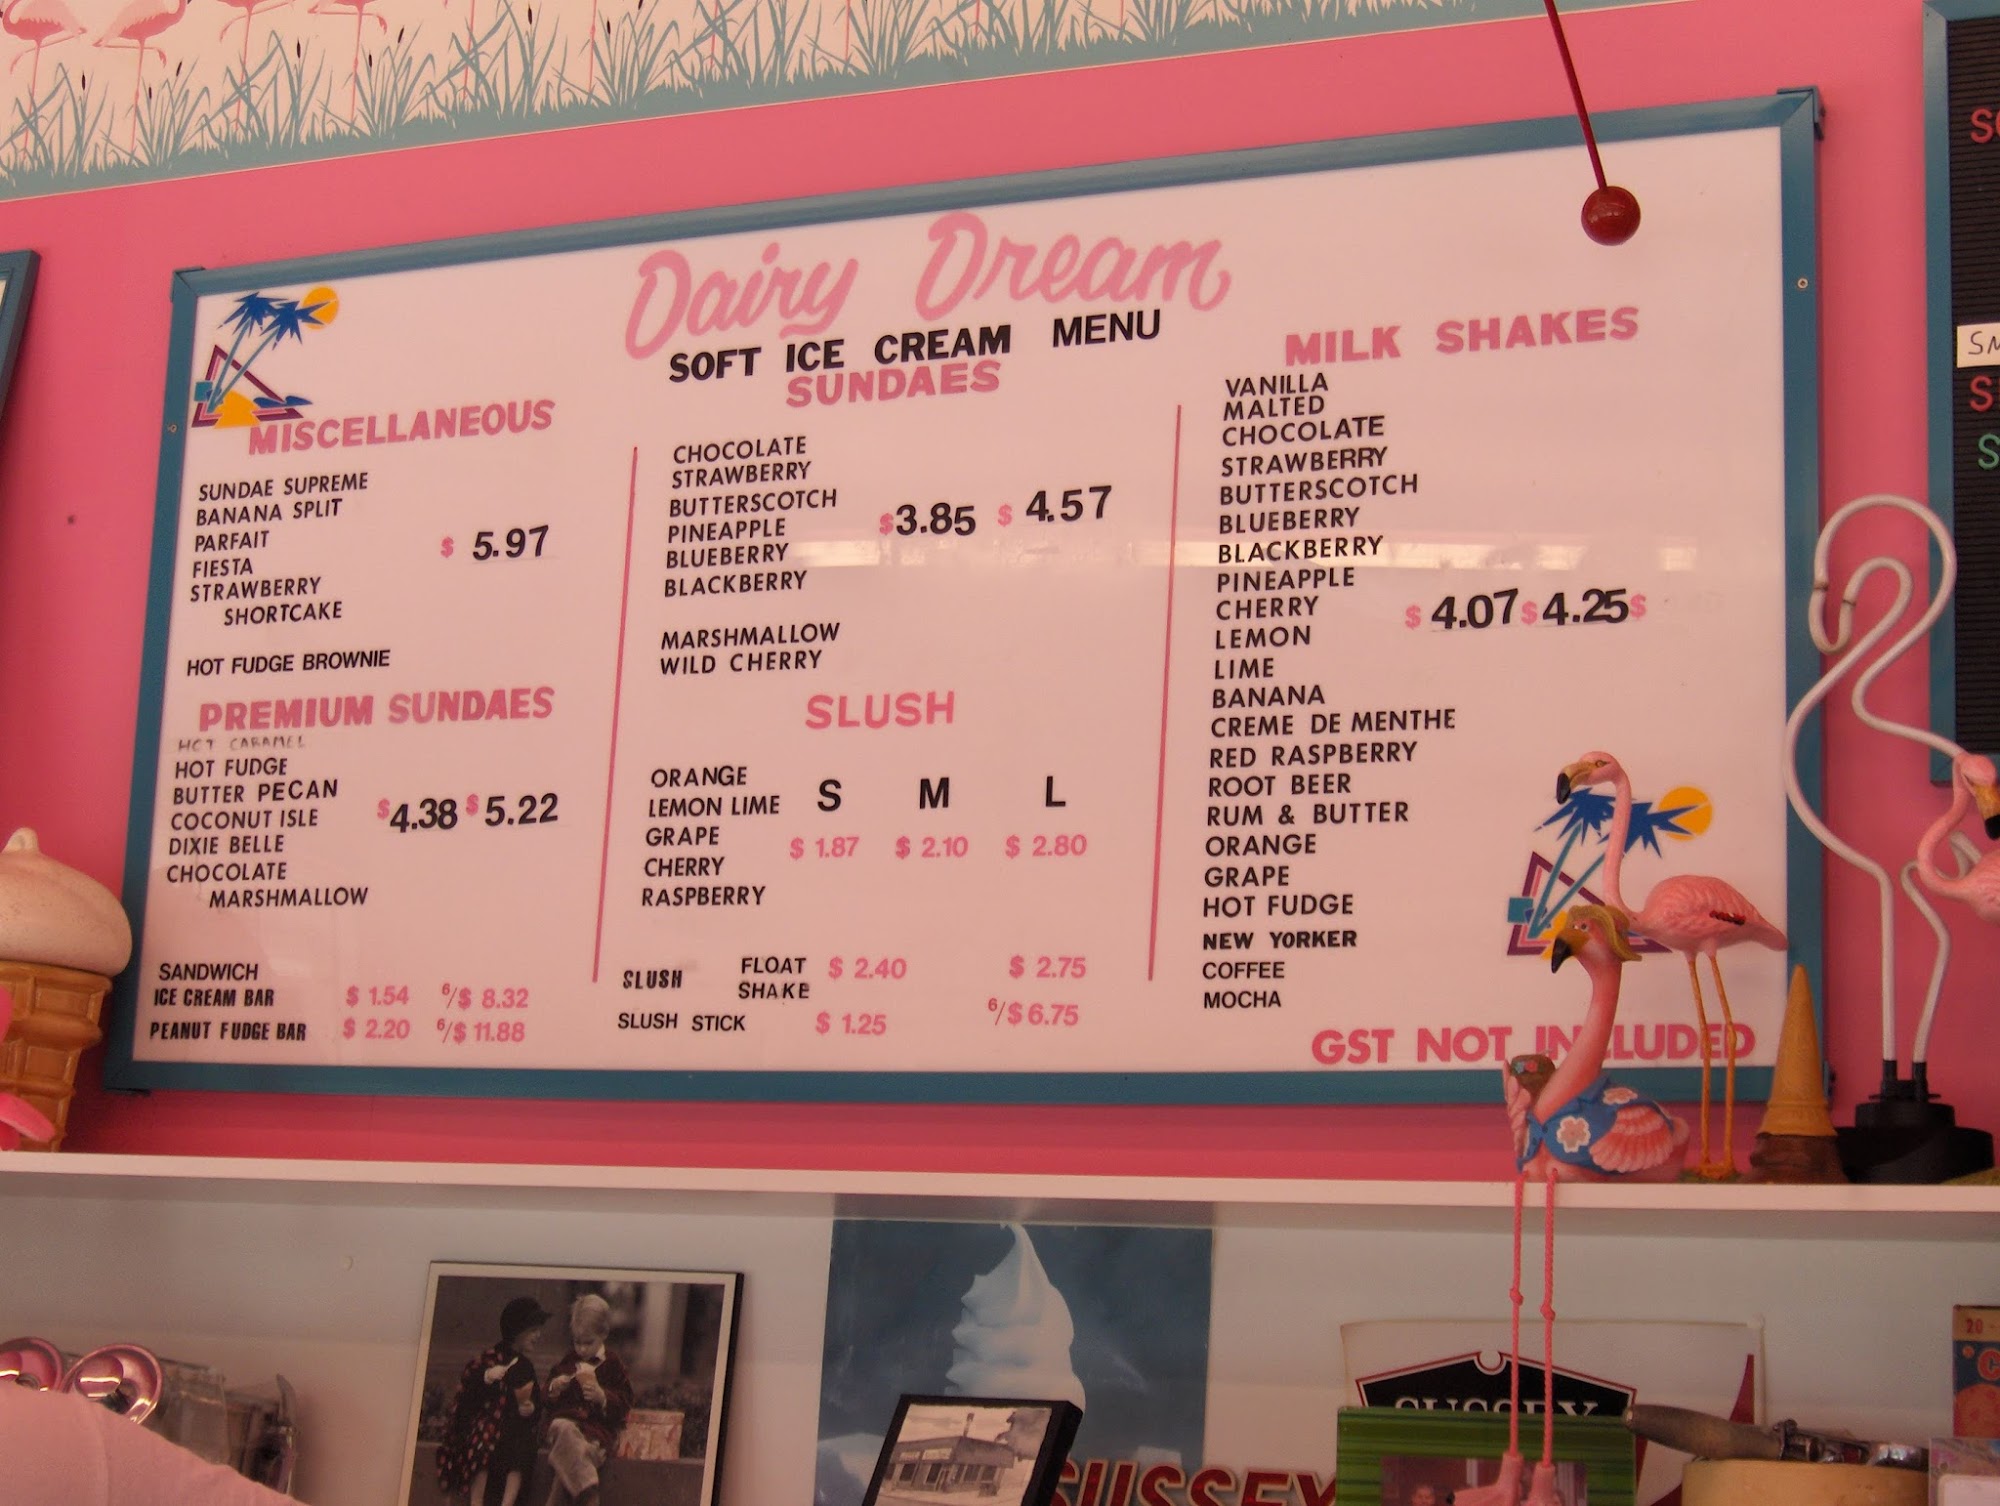 Dairy Dream
SOFT ICE CREAM MENU
MISCELLANEOUS
SUNDAE SUPREME
BANANA SPLIT
PARFAIT
FIESTA
STRAWBERRY
SHORTCAKE
$ 5.97
HOT FUDGE BROWNIE
PREMIUM SUNDAES
HOT CARAMEL
HOT FUDGE
BUTTER PECAN
COCONUT ISLE
DIXIE BELLE
CHOCOLATE
MARSHMALLOW
$4.38 $5.22
SANDWICH
ICE CREAM BAR $ 1.54 6/$ 8.32
PEANUT FUDGE BAR $ 2.20 6/$ 11.88
SUNDAES
CHOCOLATE
STRAWBERRY
BUTTERSCOTCH
PINEAPPLE
BLUEBERRY
BLACKBERRY
$3.85 $ 4.57
MARSHMALLOW
WILD CHERRY
SLUSH
ORANGE
LEMON LIME
GRAPE
CHERRY
RASPBERRY
S M L
$ 1.87 $ 2.10 $ 2.80
SLUSH FLOAT $ 2.40 $ 2.75
SHAKE
SLUSH STICK $ 1.25 6/$ 6.75
MILK SHAKES
VANILLA
MALTED
CHOCOLATE
STRAWBERRY
BUTTERSCOTCH
BLUEBERRY
BLACKBERRY
PINEAPPLE
CHERRY
LEMON
LIME
BANANA
CREME DE MENTHE
RED RASPBERRY
ROOT BEER
RUM & BUTTER
ORANGE
GRAPE
HOT FUDGE
NEW YORKER
COFFEE
MOCHA
$ 4.07 $ 4.25 $
GST NOT INCLUDED
SUSSEX
SUSSEX